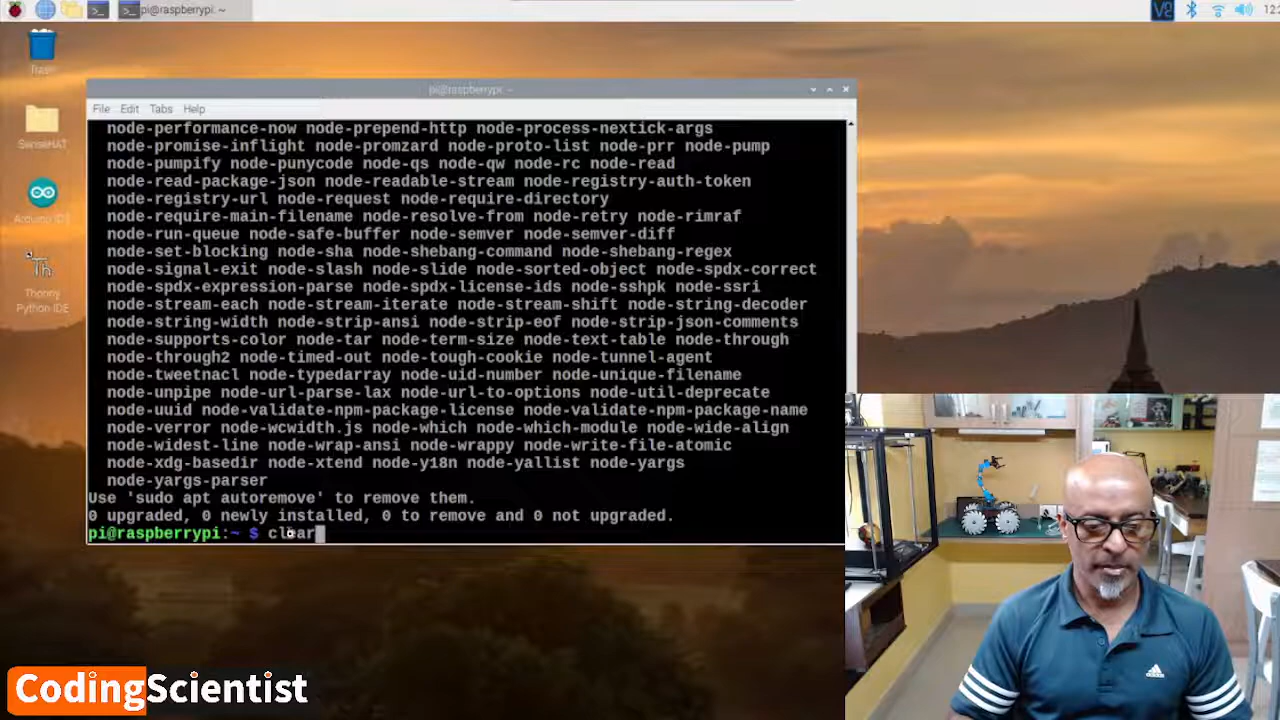 pi@raspberrypi: ~
12:
Trash
SenseHAT
Arduino IDE
Thonny
Python IDE
pi@raspberrypi: ~
File Edit Tabs Help
node-performance-now node-prepend-http node-process-nextick-args
node-promise-inflight node-promzard node-proto-list node-prr node-pump
node-pumpify node-punycode node-qs node-qw node-rc node-read
node-read-package-json node-readable-stream node-registry-auth-token
node-registry-url node-request node-require-directory
node-require-main-filename node-resolve-from node-retry node-rimraf
node-run-queue node-safe-buffer node-semver node-semver-diff
node-set-blocking node-sha node-shebang-command node-shebang-regex
node-signal-exit node-slash node-slide node-sorted-object node-spdx-correct
node-spdx-expression-parse node-spdx-license-ids node-sshpk node-ssri
node-stream-each node-stream-iterate node-stream-shift node-string-decoder
node-string-width node-strip-ansi node-strip-eof node-strip-json-comments
node-supports-color node-tar node-term-size node-text-table node-through
node-through2 node-timed-out node-tough-cookie node-tunnel-agent
node-tweetnacl node-typedarray node-uid-number node-unique-filename
node-unpipe node-url-parse-lax node-url-to-options node-util-deprecate
node-uuid node-validate-npm-package-license node-validate-npm-package-name
node-verror node-wcwidth.js node-which node-which-module node-wide-align
node-widest-line node-wrap-ansi node-wrappy node-write-file-atomic
node-xdg-basedir node-xtend node-y18n node-yallist node-yargs
node-yargs-parser
Use 'sudo apt autoremove' to remove them.
0 upgraded, 0 newly installed, 0 to remove and 0 not upgraded.
pi@raspberrypi:~ $ clear
CodingScientist